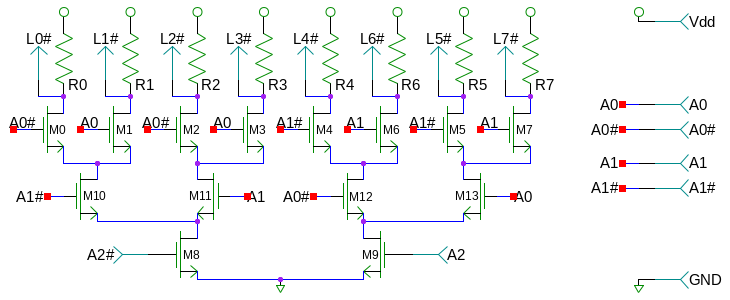 L0# L1# L2# L3# L4# L6# L5# L7# Vdd
R0 R1 R2 R3 R4 R6 R5 R7
A0 A0
A0# A0 A0# A0 A1# A1 A1# A1 A0# A0#
M0 M1 M2 M3 M4 M6 M5 M7
A1 A1
A1# M10 M11 A1 A0# M12 M13 A0 A1# A1#
A2# M8 M9 A2
GND